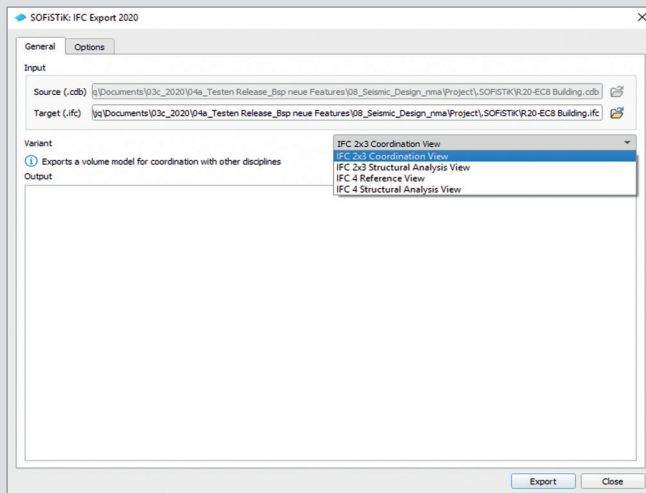 SOFiSTiK: IFC Export 2020
General Options
Input
Source (.cdb) q\Documents\03c_2020\04a_Testen Release_Bsp neue Features\08_Seismic_Design_nma\Project\.SOFiSTiK\R20-EC8 Building.cdb
Target (.ifc) \jq\Documents\03c_2020\04a_Testen Release_Bsp neue Features\08_Seismic_Design_nma\Project\.SOFiSTiK\R20-EC8 Building.ifc
Variant IFC 2x3 Coordination View
IFC 2x3 Coordination View
Exports a volume model for coordination with other disciplines
IFC 2x3 Structural Analysis View
Output
IFC 4 Reference View
IFC 4 Structural Analysis View
Export Close